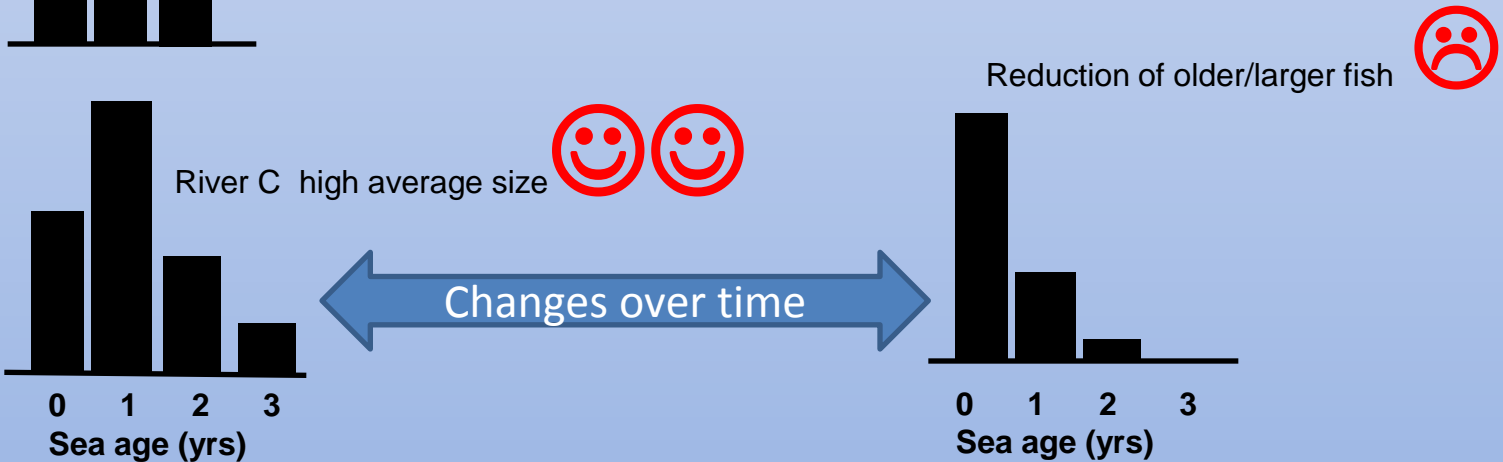 Reduction of older/larger fish
River C high average size
Changes over time
0 1 2 3
Sea age (yrs)
0 1 2 3
Sea age (yrs)